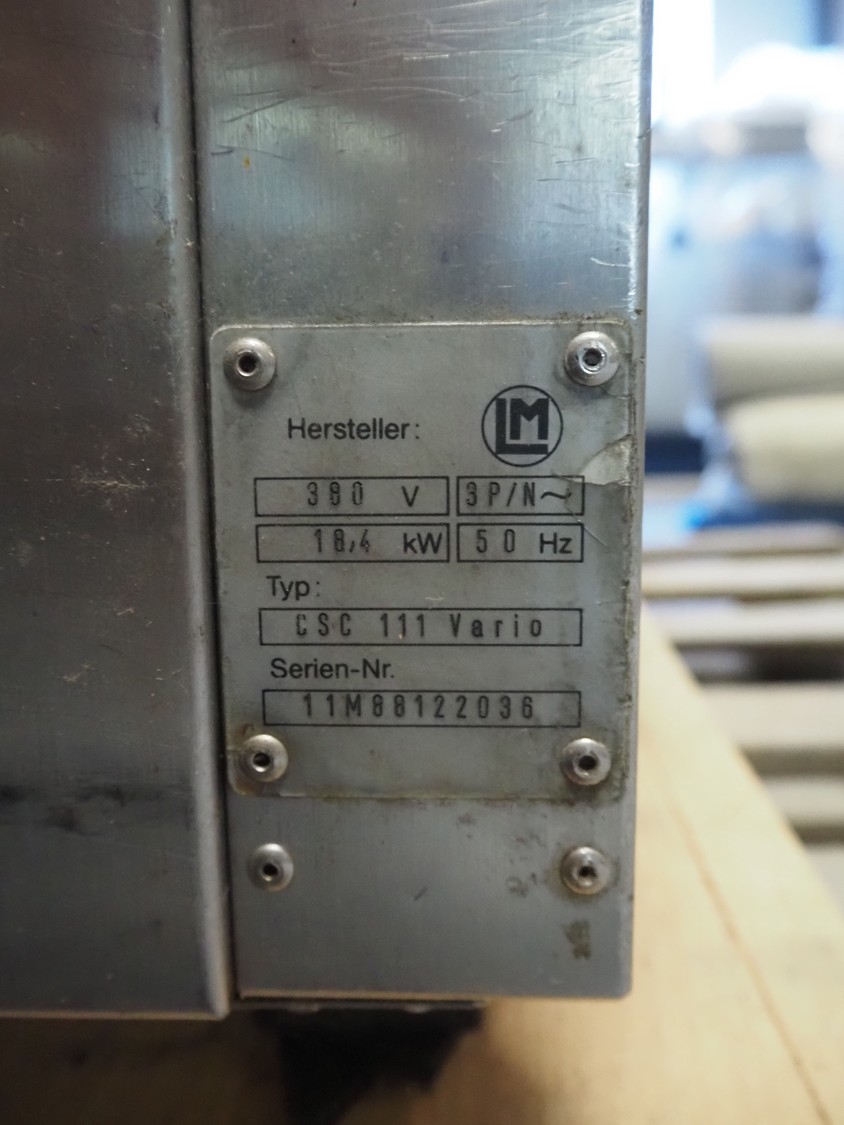 Hersteller: LM
380 V 3P/N~
18,4 kW 50 Hz
Typ:
CSC 111 Vario
Serien-Nr.
11M88122036